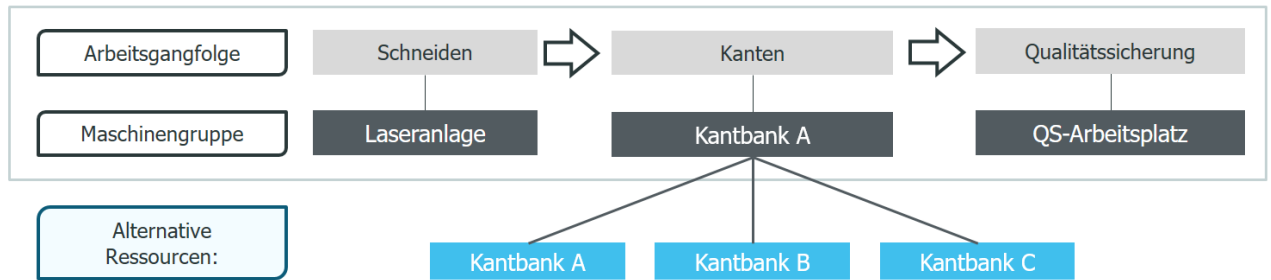 Arbeitsgangfolge
Schneiden
Kanten
Qualitätssicherung
Maschinengruppe
Laseranlage
Kantbank A
QS-Arbeitsplatz
Alternative
Ressourcen:
Kantbank A
Kantbank B
Kantbank C